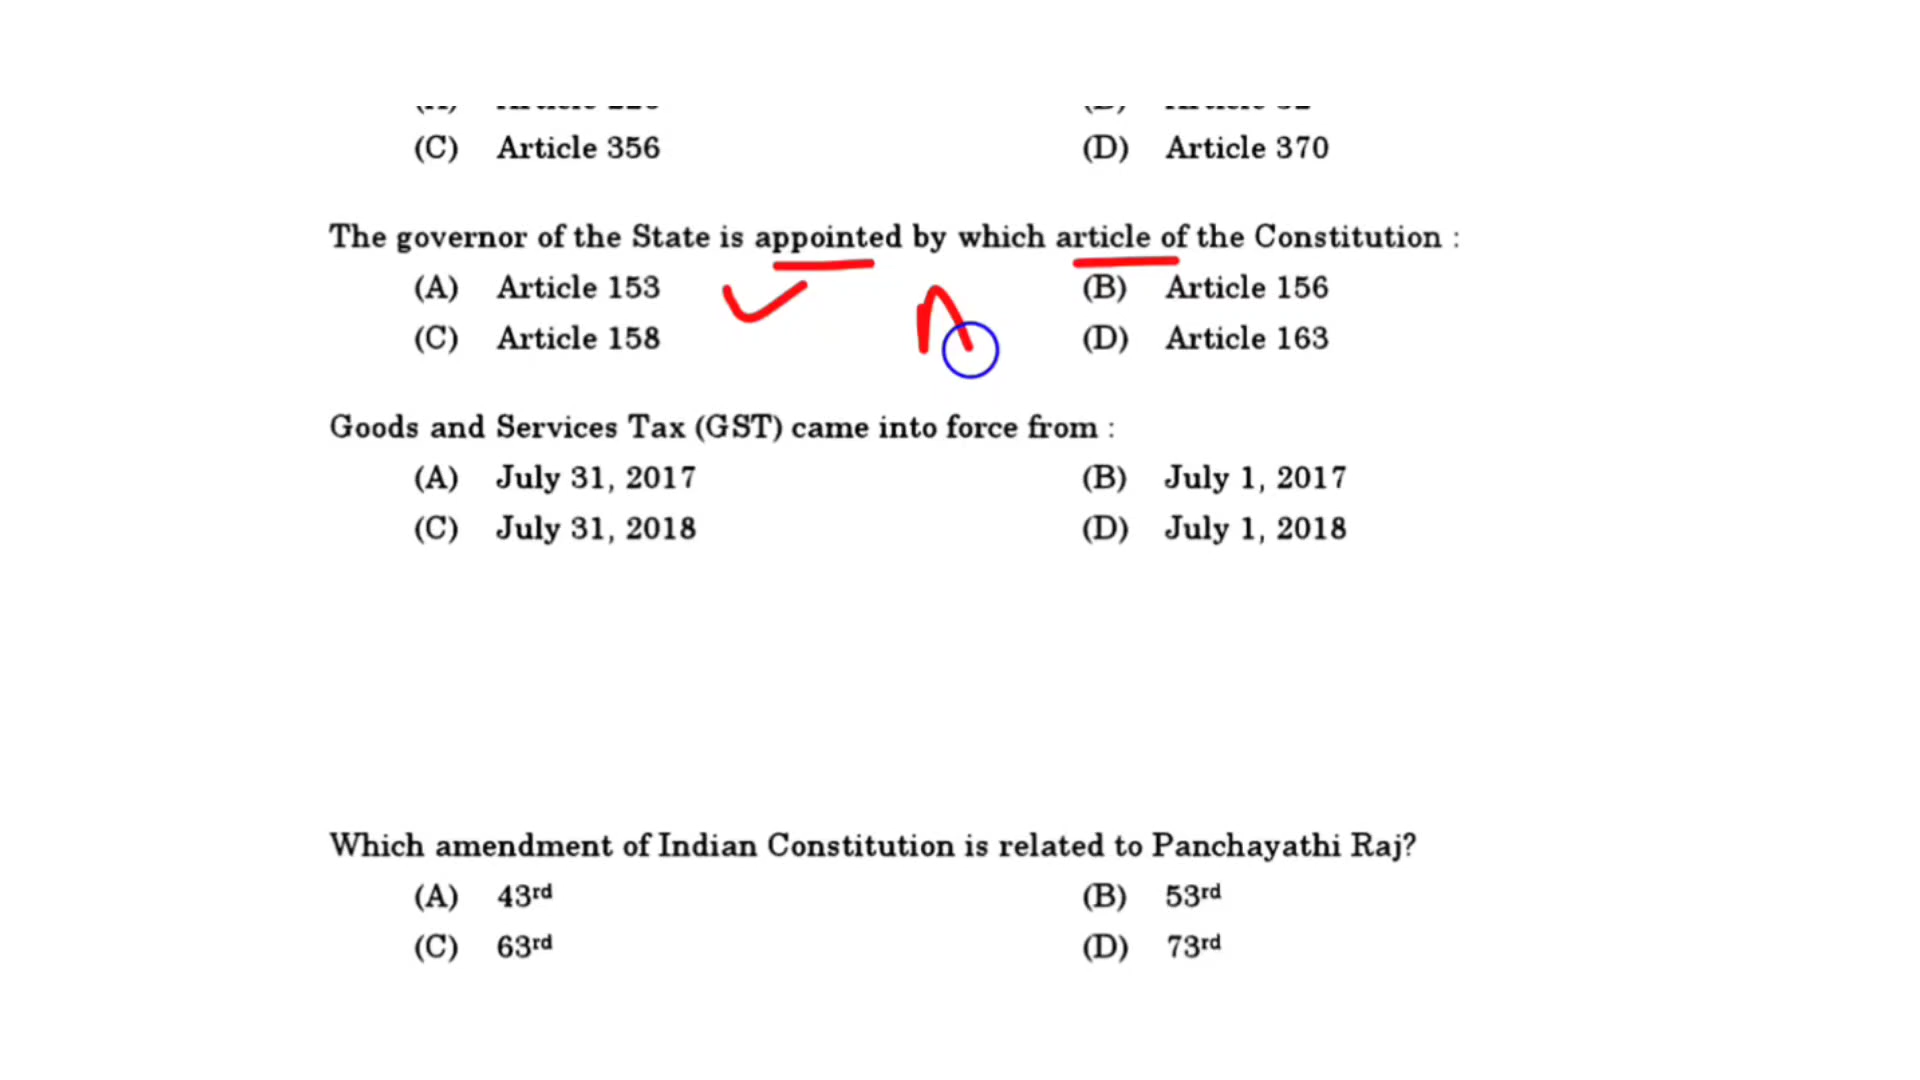 (C) Article 356 (D) Article 370
The governor of the State is appointed by which article of the Constitution :
(A) Article 153 (B) Article 156
(C) Article 158 (D) Article 163
Goods and Services Tax (GST) came into force from :
(A) July 31, 2017 (B) July 1, 2017
(C) July 31, 2018 (D) July 1, 2018
Which amendment of Indian Constitution is related to Panchayathi Raj?
(A) 43rd (B) 53rd
(C) 63rd (D) 73rd